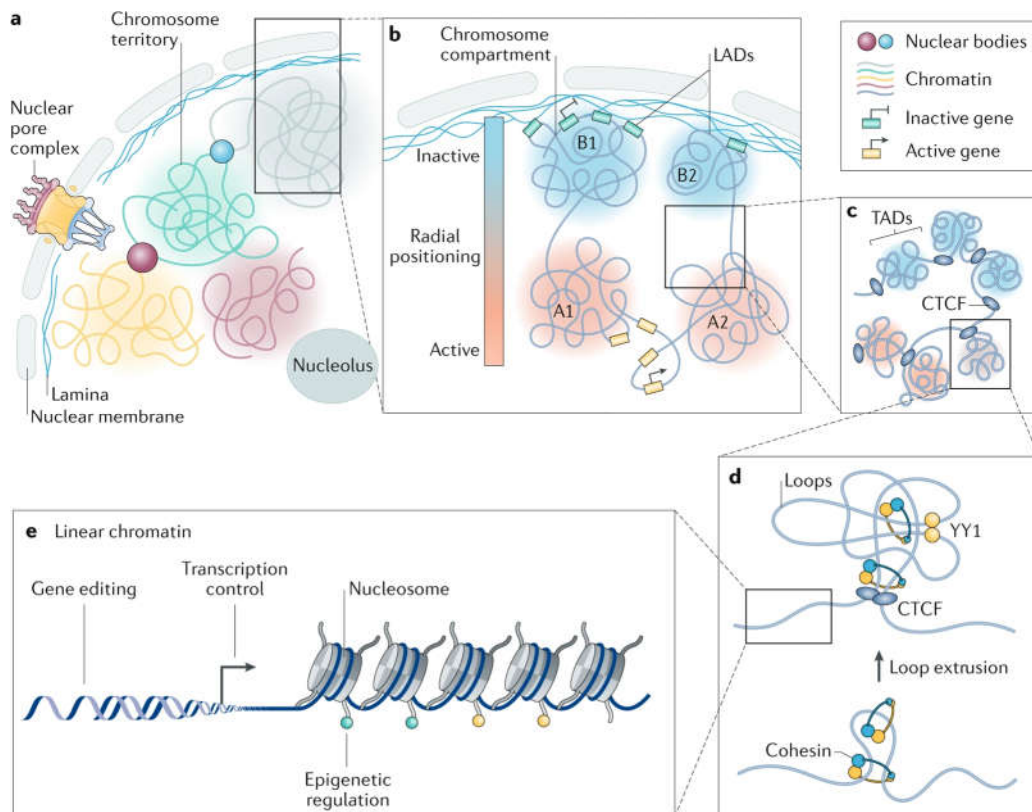 a
Chromosome
territory
Nuclear
pore
complex
Nucleolus
Lamina
Nuclear membrane
b
Chromosome
compartment
LADs
Inactive
B1
B2
Radial
positioning
A1
A2
Active
Nuclear bodies
Chromatin
Inactive gene
Active gene
c
TADs
CTCF
d
Loops
YY1
CTCF
Loop extrusion
Cohesin
e Linear chromatin
Gene editing
Transcription
control
Nucleosome
Epigenetic
regulation